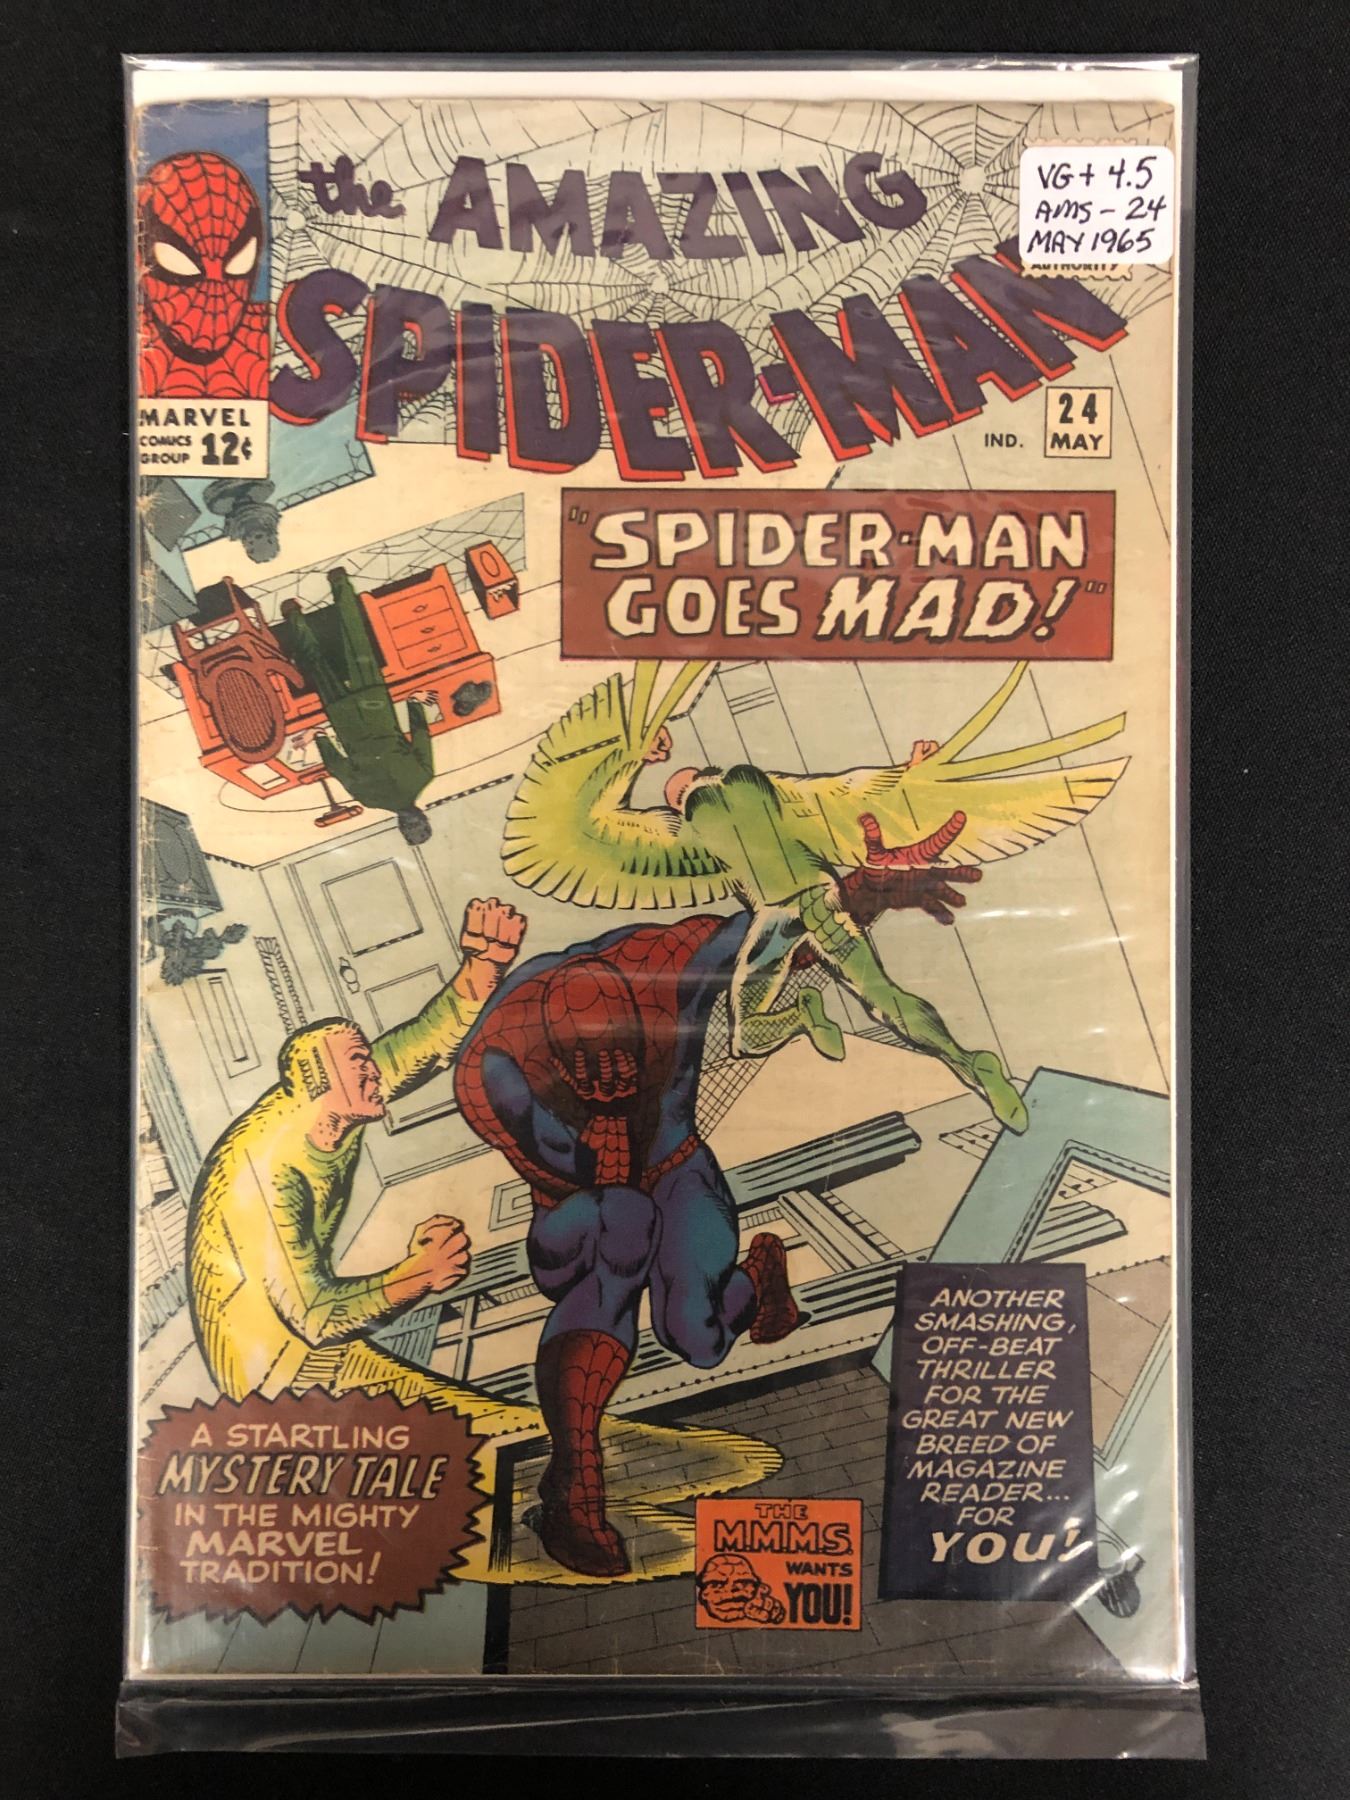 the AMAZING
SPIDER-MAN
VG+ 4.5
AMS - 24
MAY 1965
AUTHORITY
MARVEL
COMICS
GROUP 12¢
IND.
24
MAY
"SPIDER-MAN
GOES MAD!"
A STARTLING
MYSTERY TALE
IN THE MIGHTY
MARVEL
TRADITION!
THE
M.M.M.S.
WANTS
YOU!
ANOTHER
SMASHING,
OFF-BEAT
THRILLER
FOR THE
GREAT NEW
BREED OF
MAGAZINE
READER...
FOR
YOU!